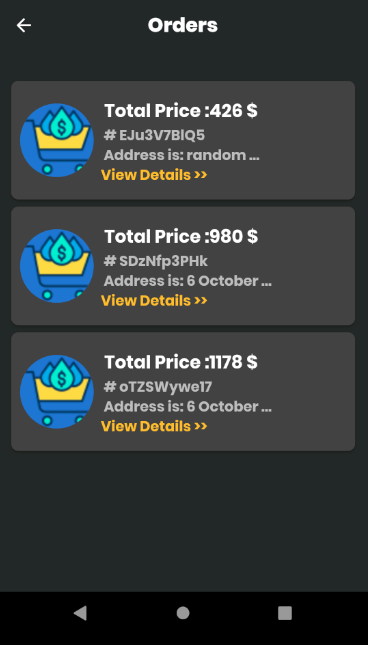 Orders
Total Price :426 $
# EJu3V7BlQ5
Address is: random ...
View Details >>
Total Price :980 $
# SDzNfp3PHk
Address is: 6 October ...
View Details >>
Total Price :1178 $
# oTZSWywe17
Address is: 6 October ...
View Details >>